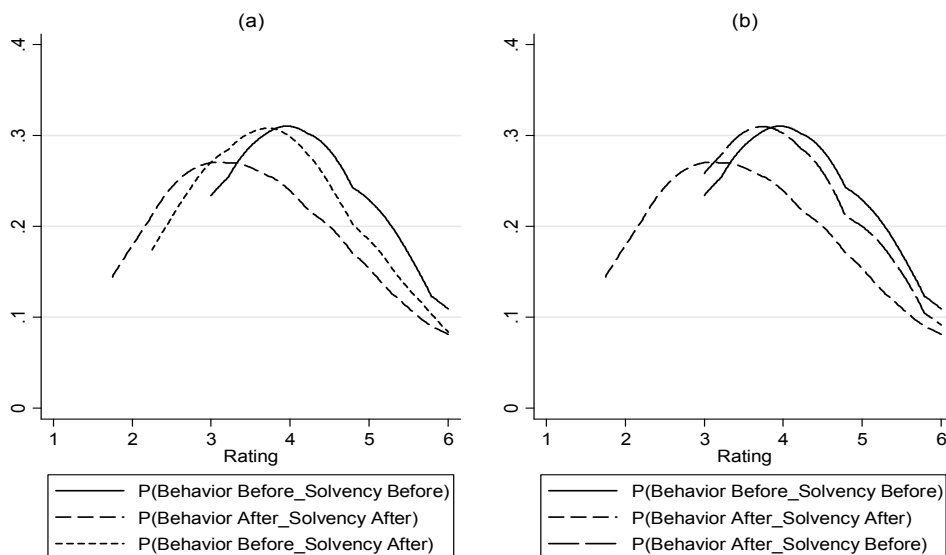 (a)
.4
.3
.2
.1
0
1 2 3 4 5 6
Rating
P(Behavior Before_Solvency Before)
P(Behavior After_Solvency After)
P(Behavior Before_Solvency After)
(b)
.4
.3
.2
.1
0
1 2 3 4 5 6
Rating
P(Behavior Before_Solvency Before)
P(Behavior After_Solvency After)
P(Behavior After_Solvency Before)